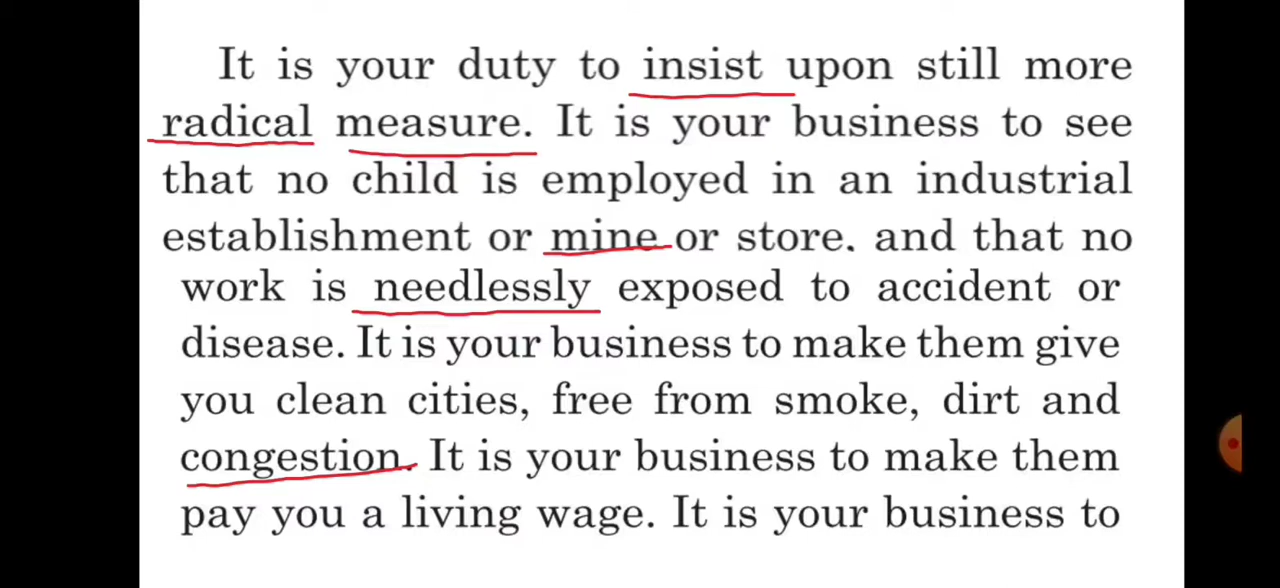 It is your duty to insist upon still more
radical measure. It is your business to see
that no child is employed in an industrial
establishment or mine or store. and that no
work is needlessly exposed to accident or
disease. It is your business to make them give
you clean cities, free from smoke, dirt and
congestion. It is your business to make them
pay you a living wage. It is your business to